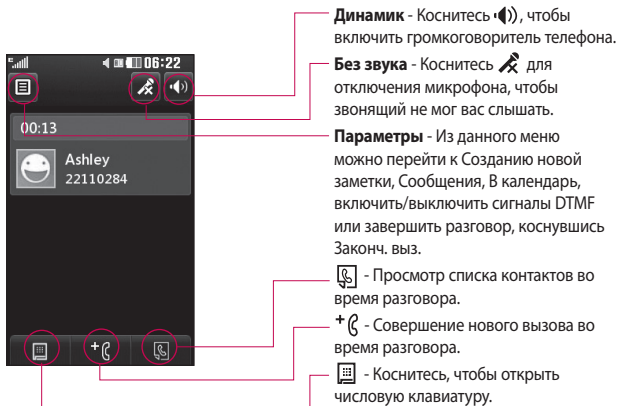 Динамик - Коснитесь , чтобы
включить громкоговоритель телефона.
Без звука - Коснитесь для
отключения микрофона, чтобы
звонящий не мог вас слышать.
Параметры - Из данного меню
можно перейти к Созданию новой
заметки, Сообщения, В календарь,
включить/выключить сигналы DTMF
или завершить разговор, коснувшись
Законч. выз.
- Просмотр списка контактов во
время разговора.
- Совершение нового вызова во
время разговора.
- Коснитесь, чтобы открыть
числовую клавиатуру.
06:22
00:13
Ashley
22110284